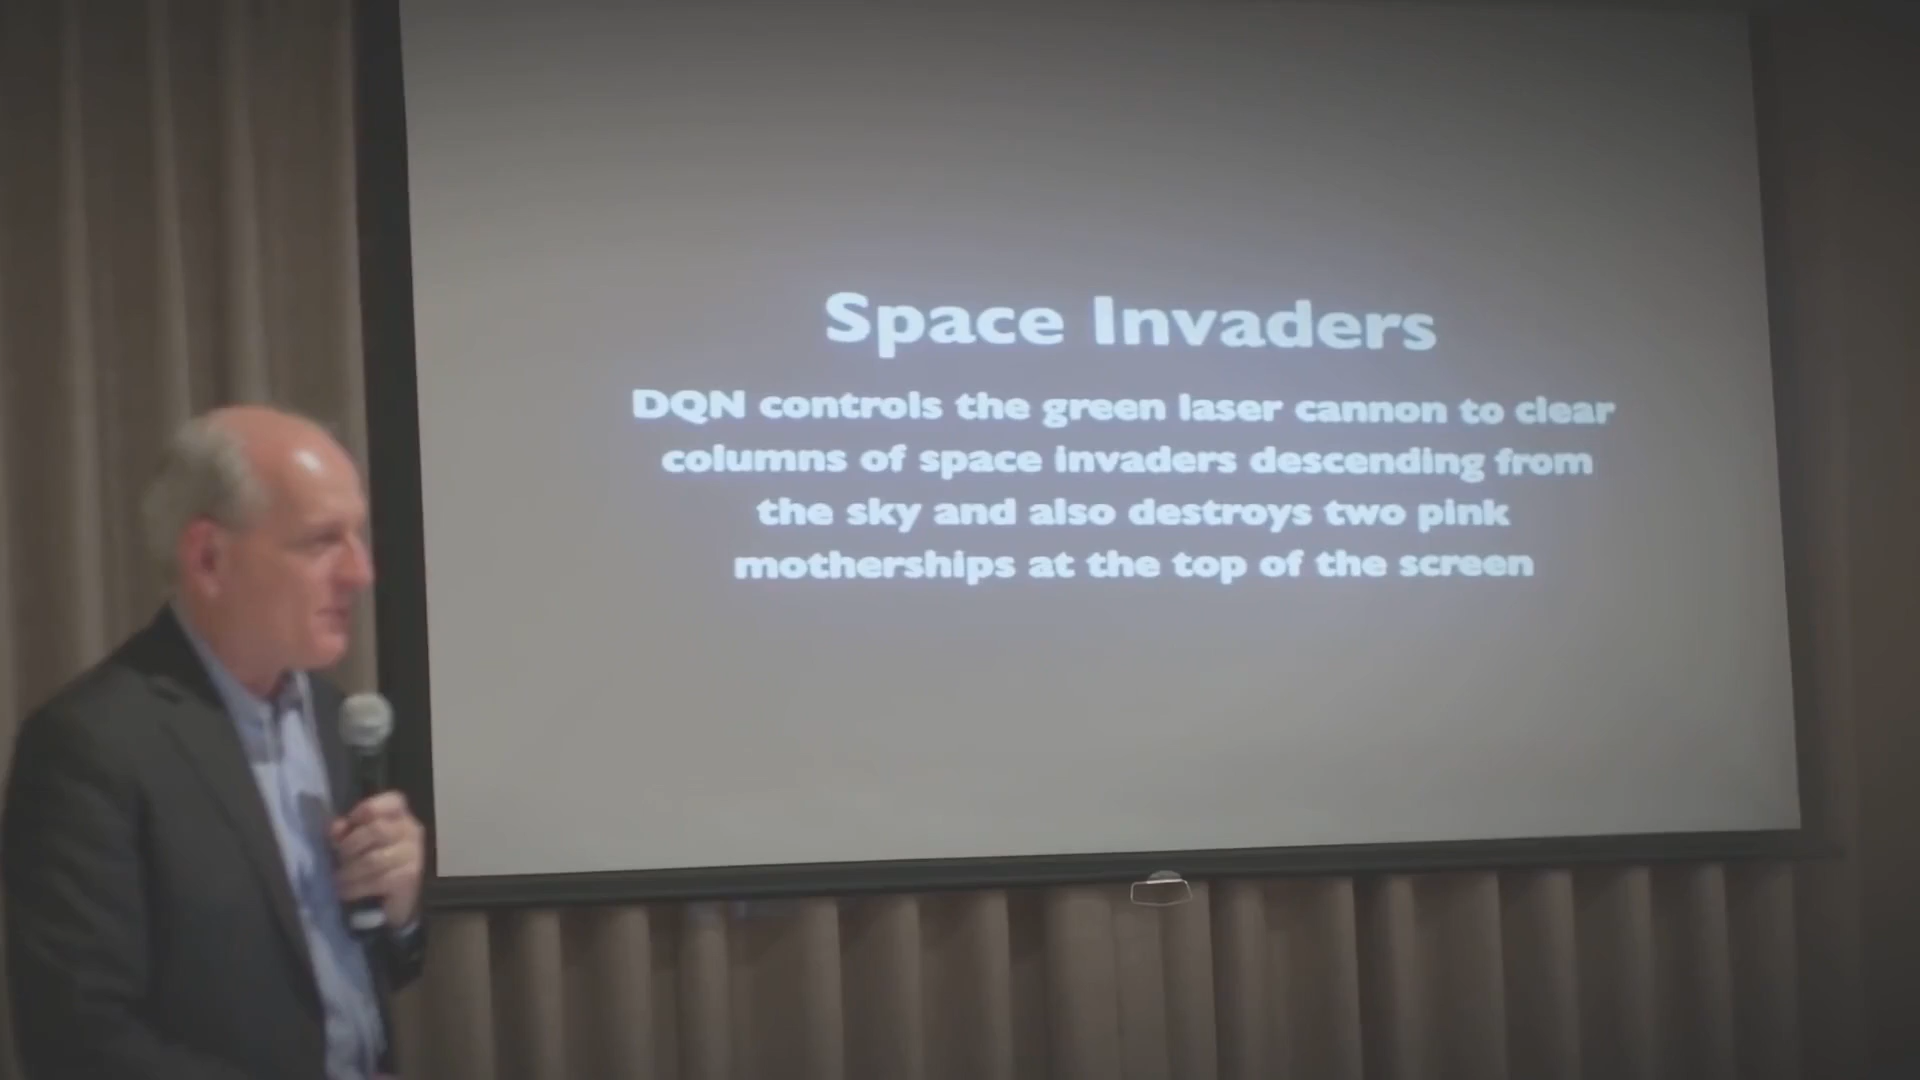 Space Invaders
DQN controls the green laser cannon to clear
columns of space invaders descending from
the sky and also destroys two pink
motherships at the top of the screen